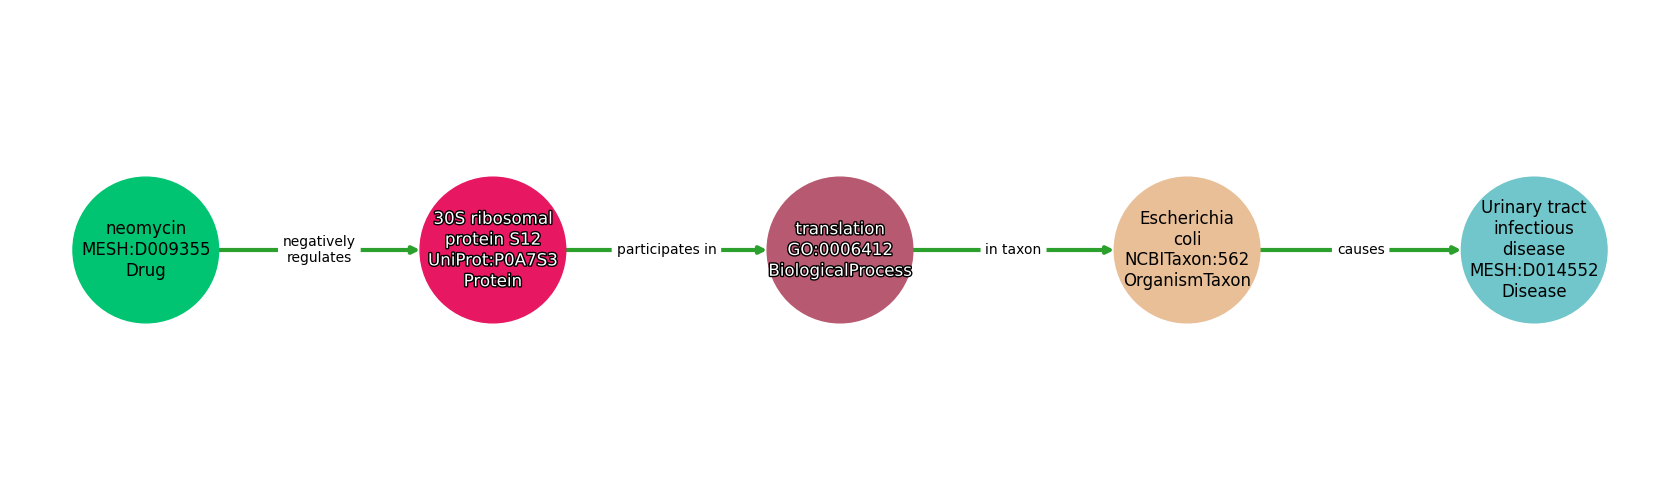 neomycin
MESH:D009355
Drug
negatively
regulates
30S ribosomal
protein S12
UniProt:P0A7S3
Protein
participates in
translation
GO:0006412
BiologicalProcess
in taxon
Escherichia
coli
NCBITaxon:562
OrganismTaxon
causes
Urinary tract
infectious
disease
MESH:D014552
Disease